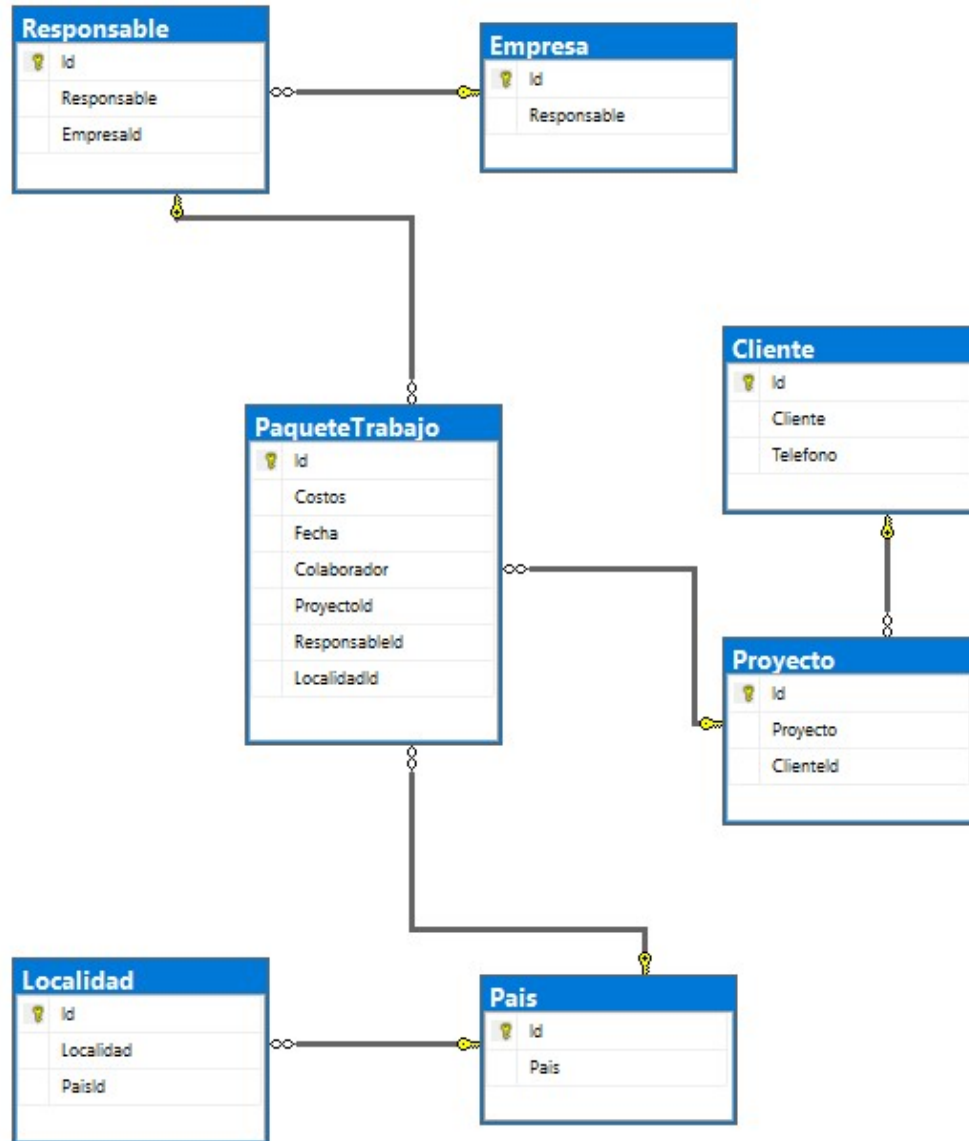 Responsable
Id
Responsable
EmpresaId
Empresa
Id
Responsable
Cliente
Id
Cliente
Telefono
PaqueteTrabajo
Id
Costos
Fecha
Colaborador
ProyectoId
ResponsableId
LocalidadId
Proyecto
Id
Proyecto
ClienteId
Localidad
Id
Localidad
PaisId
Pais
Id
Pais